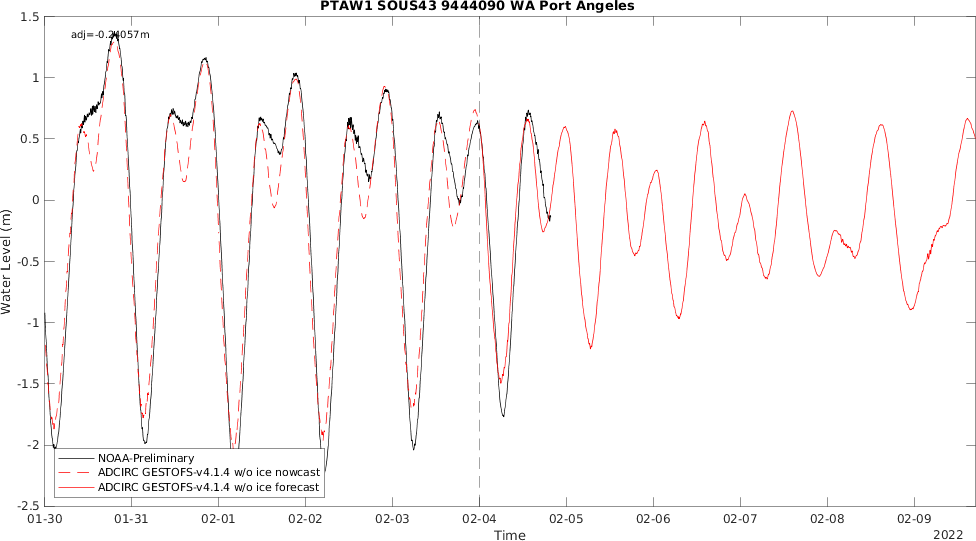 PTAW1 SOUS43 9444090 WA Port Angeles
adj=-0.24057m
1.5
1
0.5
0
-0.5
-1
-1.5
-2
-2.5
Water Level (m)
NOAA-Preliminary
ADCIRC GESTOFS-v4.1.4 w/o ice nowcast
ADCIRC GESTOFS-v4.1.4 w/o ice forecast
01-30 01-31 02-01 02-02 02-03 02-04 02-05 02-06 02-07 02-08 02-09
Time
2022